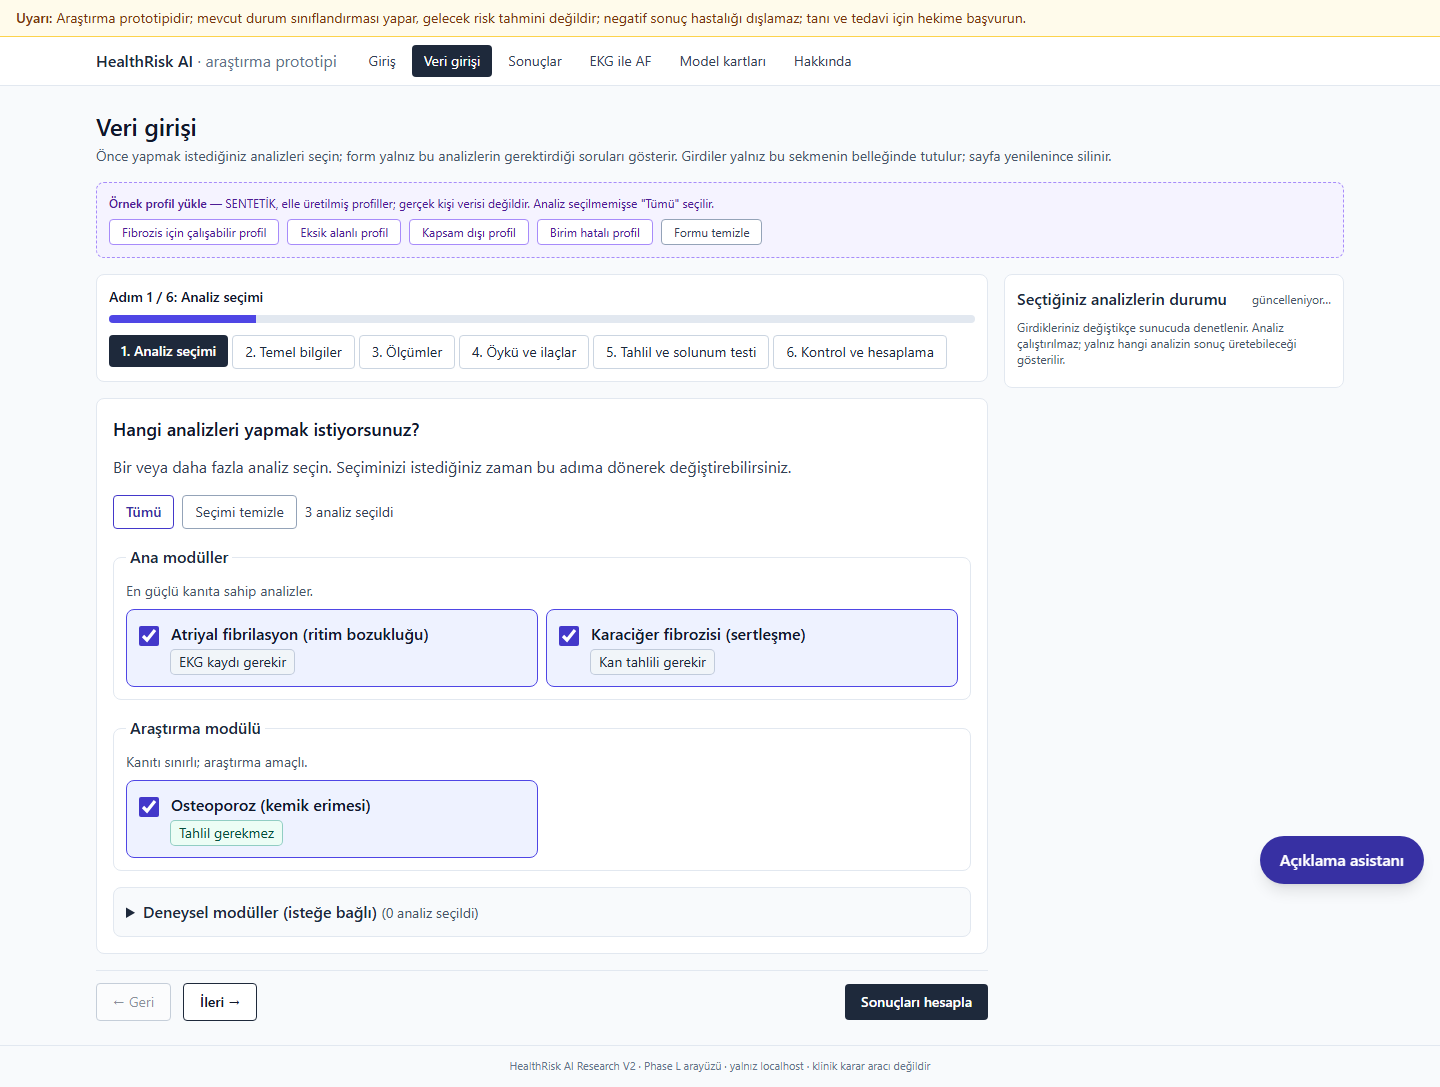 Uyarı: Araştırma prototipidir; mevcut durum sınıflandırması yapar, gelecek risk tahmini değildir; negatif sonuç hastalığı dışlamaz; tanı ve tedavi için hekime başvurun.
HealthRisk AI · araştırma prototipi
Giriş
Veri girişi
Sonuçlar
EKG ile AF
Model kartları
Hakkında
Veri girişi
Önce yapmak istediğiniz analizleri seçin; form yalnız bu analizlerin gerektirdiği soruları gösterir. Girdiler yalnız bu sekmenin belleğinde tutulur; sayfa yenilenince silinir.
Örnek profil yükle — SENTETİK, elle üretilmiş profiller; gerçek kişi verisi değildir. Analiz seçilmemişse "Tümü" seçilir.
Fibrozis için çalışabilir profil
Eksik alanlı profil
Kapsam dışı profil
Birim hatalı profil
Formu temizle
Adım 1 / 6: Analiz seçimi
1. Analiz seçimi
2. Temel bilgiler
3. Ölçümler
4. Öykü ve ilaçlar
5. Tahlil ve solunum testi
6. Kontrol ve hesaplama
Seçtiğiniz analizlerin durumu
güncelleniyor...
Girdikleriniz değiştikçe sunucuda denetlenir. Analiz
çalıştırılmaz; yalnız hangi analizin sonuç üretebileceği
gösterilir.
Hangi analizleri yapmak istiyorsunuz?
Bir veya daha fazla analiz seçin. Seçiminizi istediğiniz zaman bu adıma dönerek değiştirebilirsiniz.
Tümü
Seçimi temizle
3 analiz seçildi
Ana modüller
En güçlü kanıta sahip analizler.
Atriyal fibrilasyon (ritim bozukluğu)
EKG kaydı gerekir
Karaciğer fibrozisi (sertleşme)
Kan tahlili gerekir
Araştırma modülü
Kanıtı sınırlı; araştırma amaçlı.
Osteoporoz (kemik erimesi)
Tahlil gerekmez
Deneysel modüller (isteğe bağlı) (0 analiz seçildi)
← Geri
İleri →
Sonuçları hesapla
Açıklama asistanı
HealthRisk AI Research V2 · Phase L arayüzü · yalnız localhost · klinik karar aracı değildir